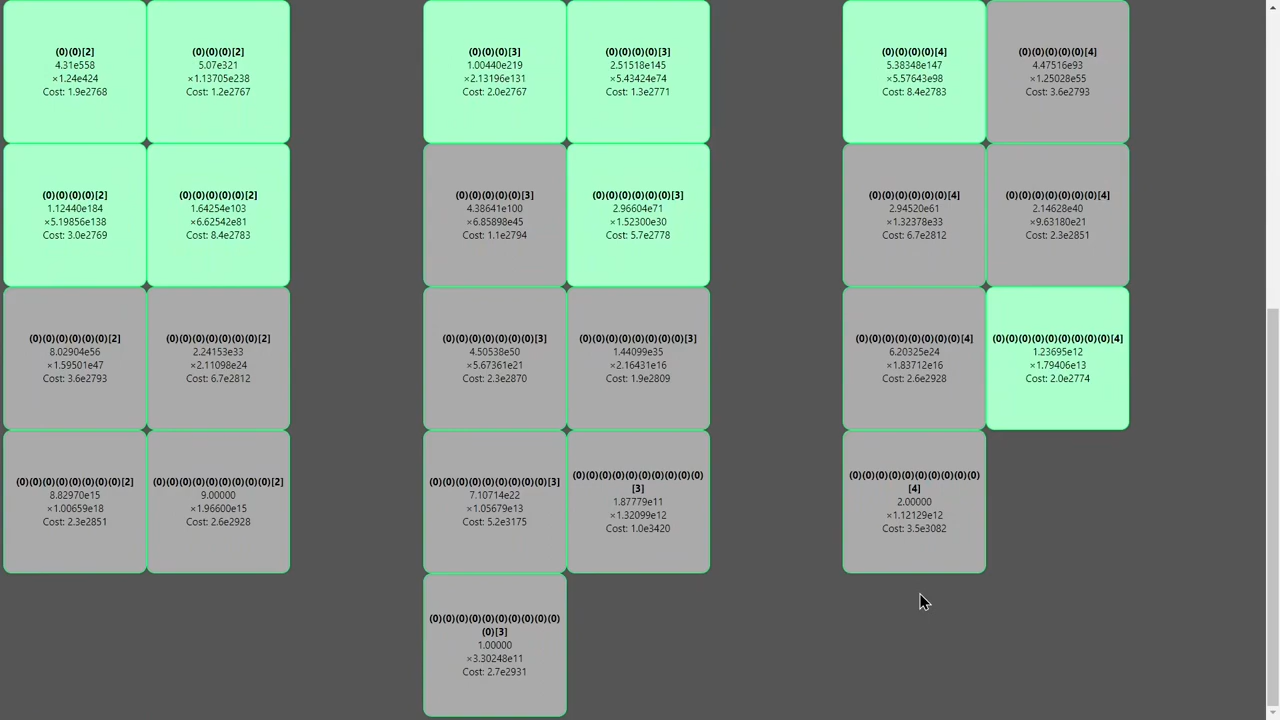 (0)(0)[2]
4.31e558
×1.24e424
Cost: 1.9e2768
(0)(0)(0)[2]
5.07e321
×1.13705e238
Cost: 1.2e2767
(0)(0)(0)[3]
1.00440e219
×2.13196e131
Cost: 2.0e2767
(0)(0)(0)(0)[3]
2.51518e145
×5.43424e74
Cost: 1.3e2771
(0)(0)(0)(0)[4]
5.38348e147
×5.57643e98
Cost: 8.4e2783
(0)(0)(0)(0)(0)[4]
4.47516e93
×1.25028e55
Cost: 3.6e2793
(0)(0)(0)(0)[2]
1.12440e184
×5.19856e138
Cost: 3.0e2769
(0)(0)(0)(0)(0)[2]
1.64254e103
×6.62542e81
Cost: 8.4e2783
(0)(0)(0)(0)(0)[3]
4.38641e100
×6.85898e45
Cost: 1.1e2794
(0)(0)(0)(0)(0)(0)[3]
2.96604e71
×1.52300e30
Cost: 5.7e2778
(0)(0)(0)(0)(0)(0)[4]
2.94520e61
×1.32378e33
Cost: 6.7e2812
(0)(0)(0)(0)(0)(0)(0)[4]
2.14628e40
×9.63180e21
Cost: 2.3e2851
(0)(0)(0)(0)(0)(0)[2]
8.02904e56
×1.59501e47
Cost: 3.6e2793
(0)(0)(0)(0)(0)(0)(0)[2]
2.24153e33
×2.11098e24
Cost: 6.7e2812
(0)(0)(0)(0)(0)(0)(0)[3]
4.50538e50
×5.67361e21
Cost: 2.3e2870
(0)(0)(0)(0)(0)(0)(0)(0)[3]
1.44099e35
×2.16431e16
Cost: 1.9e2809
(0)(0)(0)(0)(0)(0)(0)(0)[4]
6.20325e24
×1.83712e16
Cost: 2.6e2928
(0)(0)(0)(0)(0)(0)(0)(0)(0)[4]
1.23695e12
×1.79406e13
Cost: 2.0e2774
(0)(0)(0)(0)(0)(0)(0)(0)[2]
8.82970e15
×1.00659e18
Cost: 2.3e2851
(0)(0)(0)(0)(0)(0)(0)(0)(0)[2]
9.00000
×1.96600e15
Cost: 2.6e2928
(0)(0)(0)(0)(0)(0)(0)(0)(0)[3]
7.10714e22
×1.05679e13
Cost: 5.2e3175
(0)(0)(0)(0)(0)(0)(0)(0)(0)(0)
[3]
1.87779e11
×1.32099e12
Cost: 1.0e3420
(0)(0)(0)(0)(0)(0)(0)(0)(0)(0)
[4]
2.00000
×1.12129e12
Cost: 3.5e3082
(0)(0)(0)(0)(0)(0)(0)(0)(0)(0)
(0)[3]
1.00000
×3.30248e11
Cost: 2.7e2931